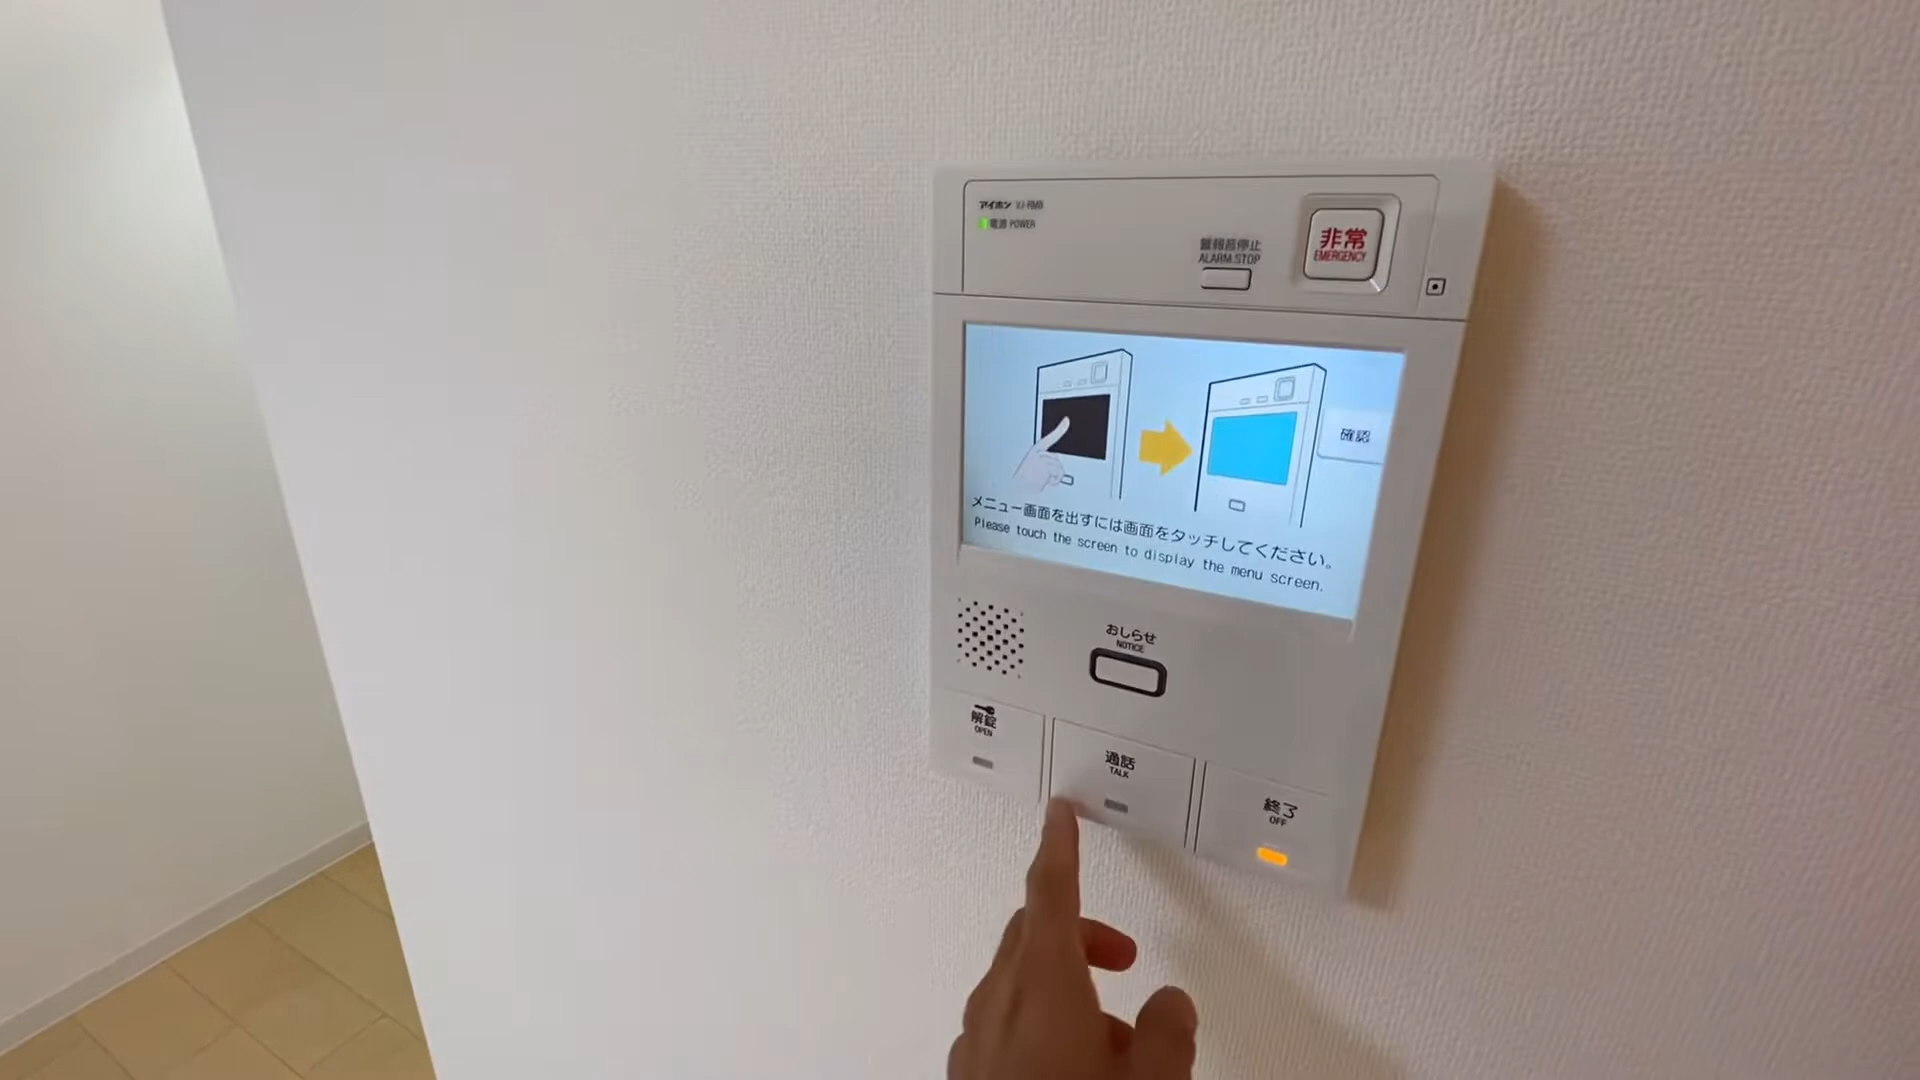 アイホン VJ-RMB
電源 POWER
警報音停止
ALARM STOP
非常
EMERGENCY
確認
メニュー画面を出すには画面をタッチしてください。
Please touch the screen to display the menu screen.
おしらせ
NOTICE
解錠
OPEN
通話
TALK
終了
OFF